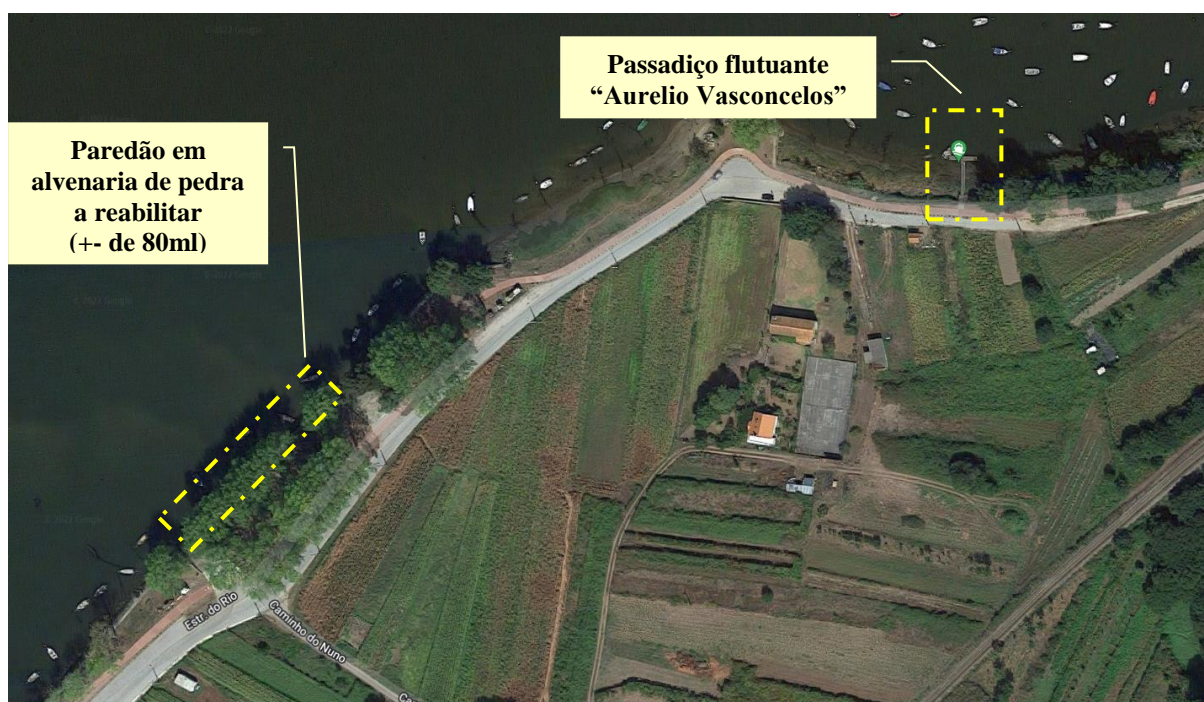 Passadiço flutuante
“Aurelio Vasconcelos”
Paredão em
alvenaria de pedra
a reabilitar
(+- de 80ml)
Estr. do Rio
Caminho do Nuno